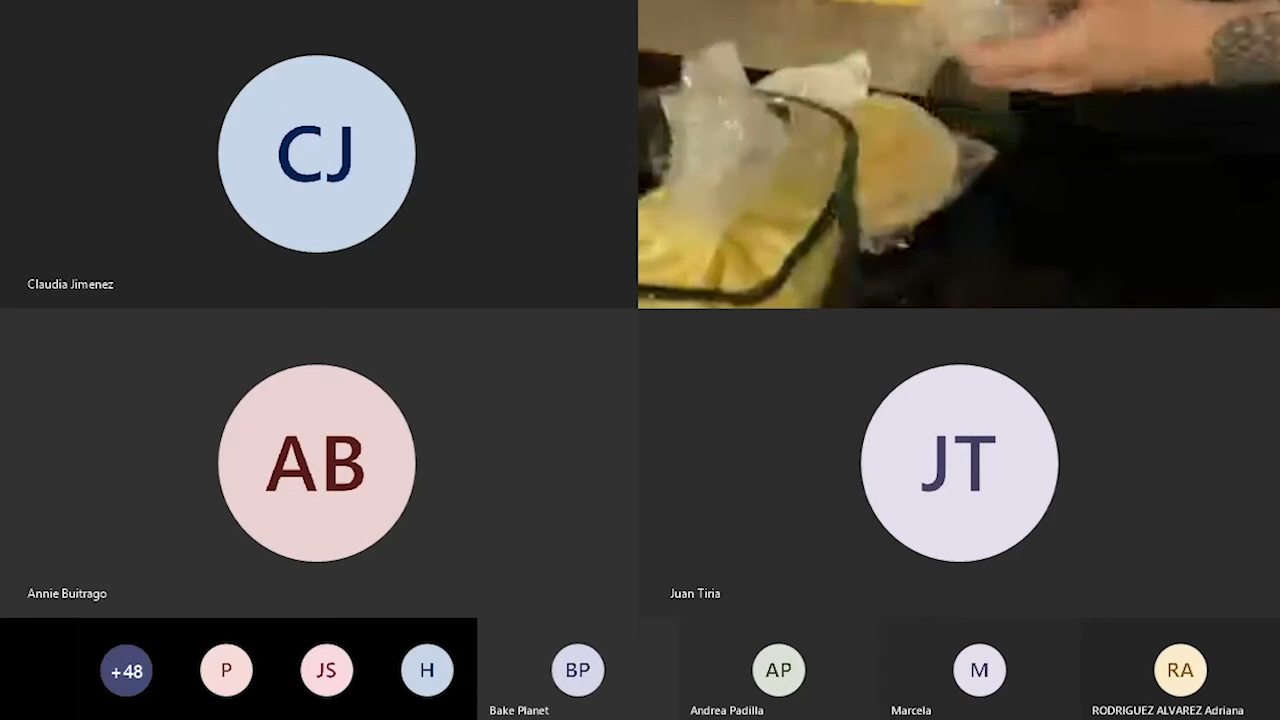 CJ
Claudia Jimenez
AB
Annie Buitrago
JT
Juan Tiria
+48
P
JS
H
BP
Bake Planet
AP
Andrea Padilla
M
Marcela
RA
RODRIGUEZ ALVAREZ Adriana